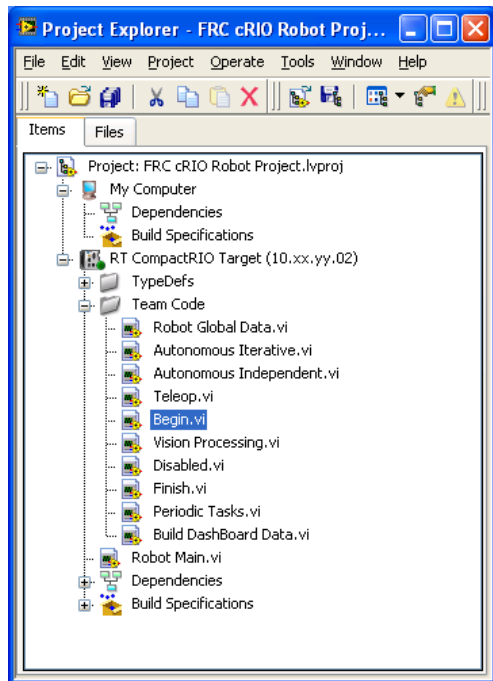 Project Explorer - FRC cRIO Robot Proj...
File Edit View Project Operate Tools Window Help
Items Files
Project: FRC cRIO Robot Project.lvproj
My Computer
Dependencies
Build Specifications
RT CompactRIO Target (10.xx.yy.02)
TypeDefs
Team Code
Robot Global Data.vi
Autonomous Iterative.vi
Autonomous Independent.vi
Teleop.vi
Begin.vi
Vision Processing.vi
Disabled.vi
Finish.vi
Periodic Tasks.vi
Build DashBoard Data.vi
Robot Main.vi
Dependencies
Build Specifications